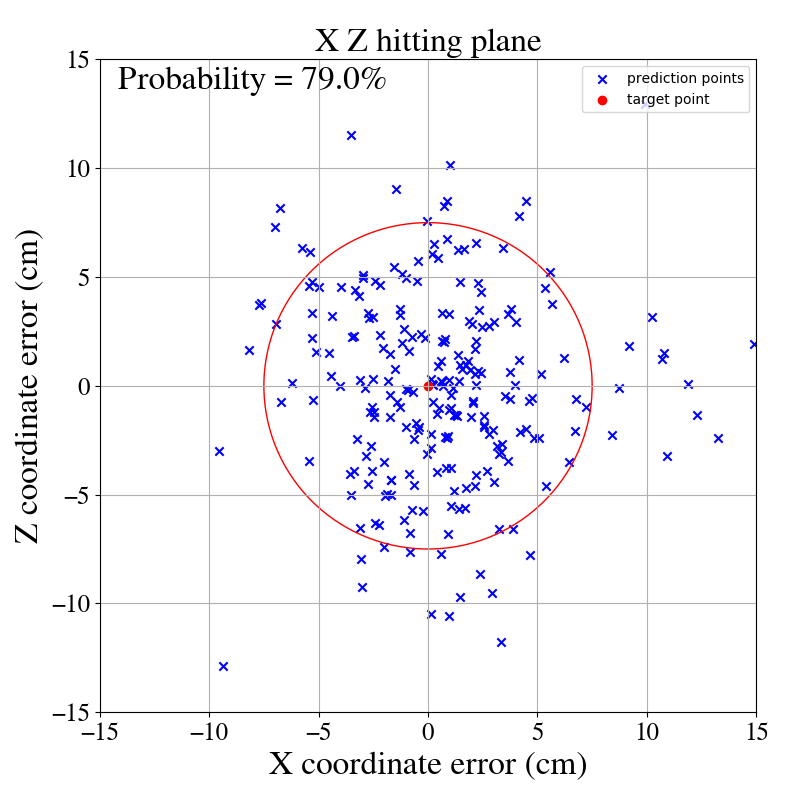 X Z hitting plane
Probability = 79.0%
prediction points
target point
15
10
5
0
−5
−10
−15
−15
−10
−5
0
5
10
15
Z coordinate error (cm)
X coordinate error (cm)